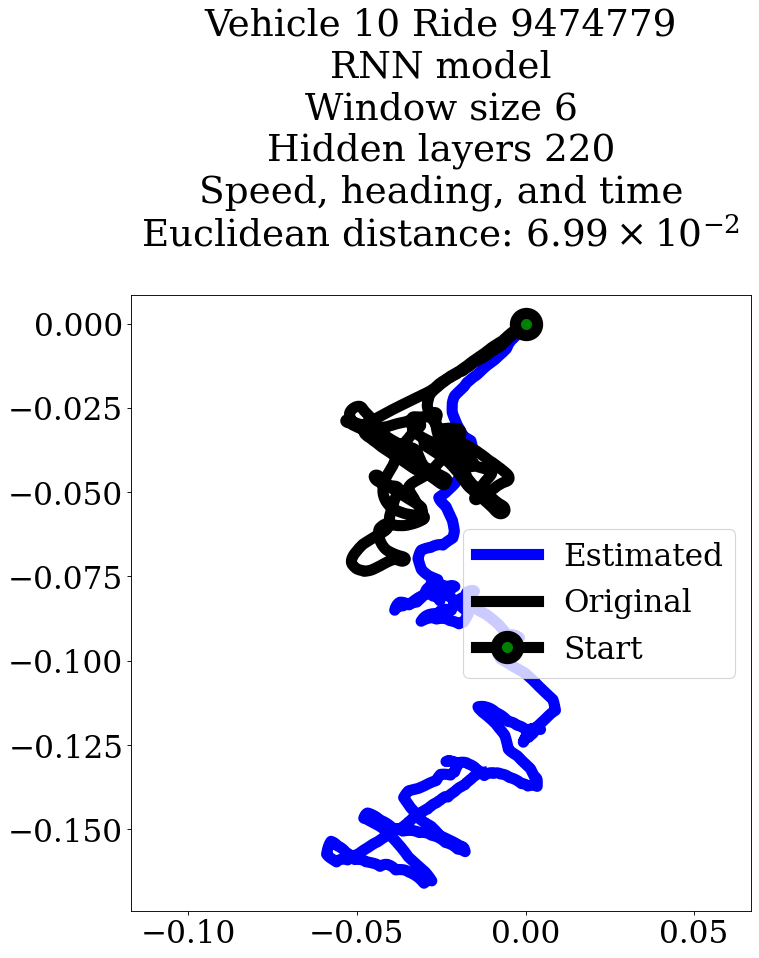 Vehicle 10 Ride 9474779
RNN model
Window size 6
Hidden layers 220
Speed, heading, and time
Euclidean distance: 6.99 × 10⁻²
0.000
−0.025
−0.050
−0.075
−0.100
−0.125
−0.150
Estimated
Original
Start
−0.10 −0.05 0.00 0.05